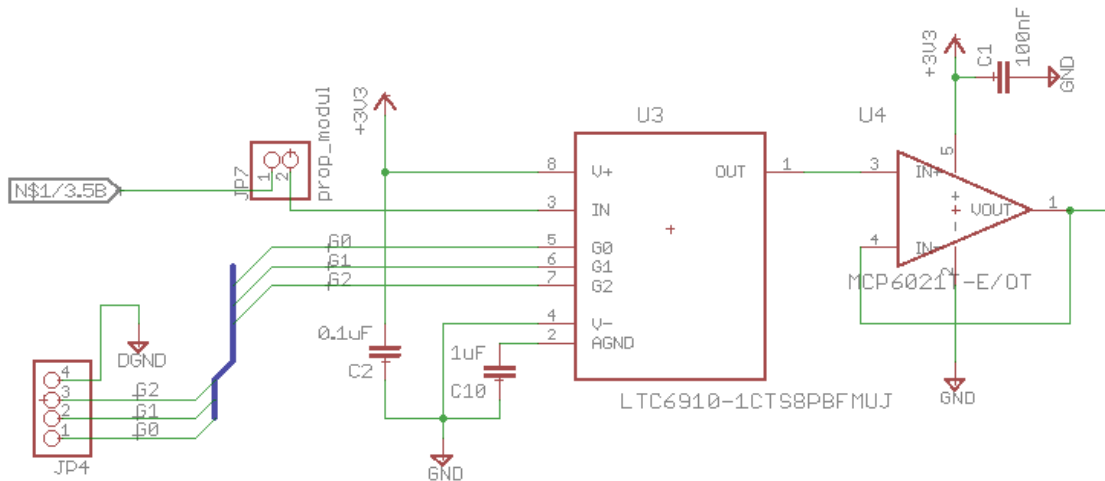 +3V3
C1
100nF
GND
U3
U4
+3V3
prop_modul
JP7
1
2
N$1/3.5B
8
V+
OUT
1
3
IN+
5
+
+
-
VOUT
1
3
IN
5
G0
G0
6
G1
G1
7
G2
G2
4
IN-
2
MCP6021T-E/OT
4
V-
2
AGND
0.1uF
C2
1uF
C10
DGND
4
3
2
1
G2
G1
G0
JP4
GND
LTC6910-1CTS8PBFMUJ
GND